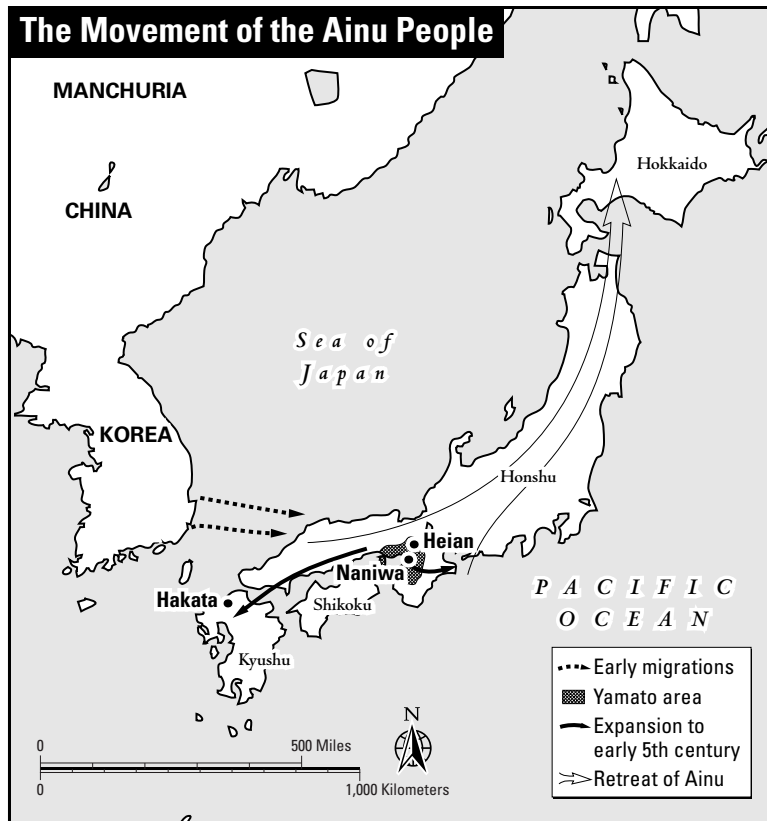 The Movement of the Ainu People
MANCHURIA
CHINA
KOREA
Hokkaido
Sea of
Japan
Honshu
Heian
Naniwa
Hakata
Shikoku
Kyushu
PACIFIC
OCEAN
N
0 500 Miles
0 1,000 Kilometers
Early migrations
Yamato area
Expansion to
early 5th century
Retreat of Ainu